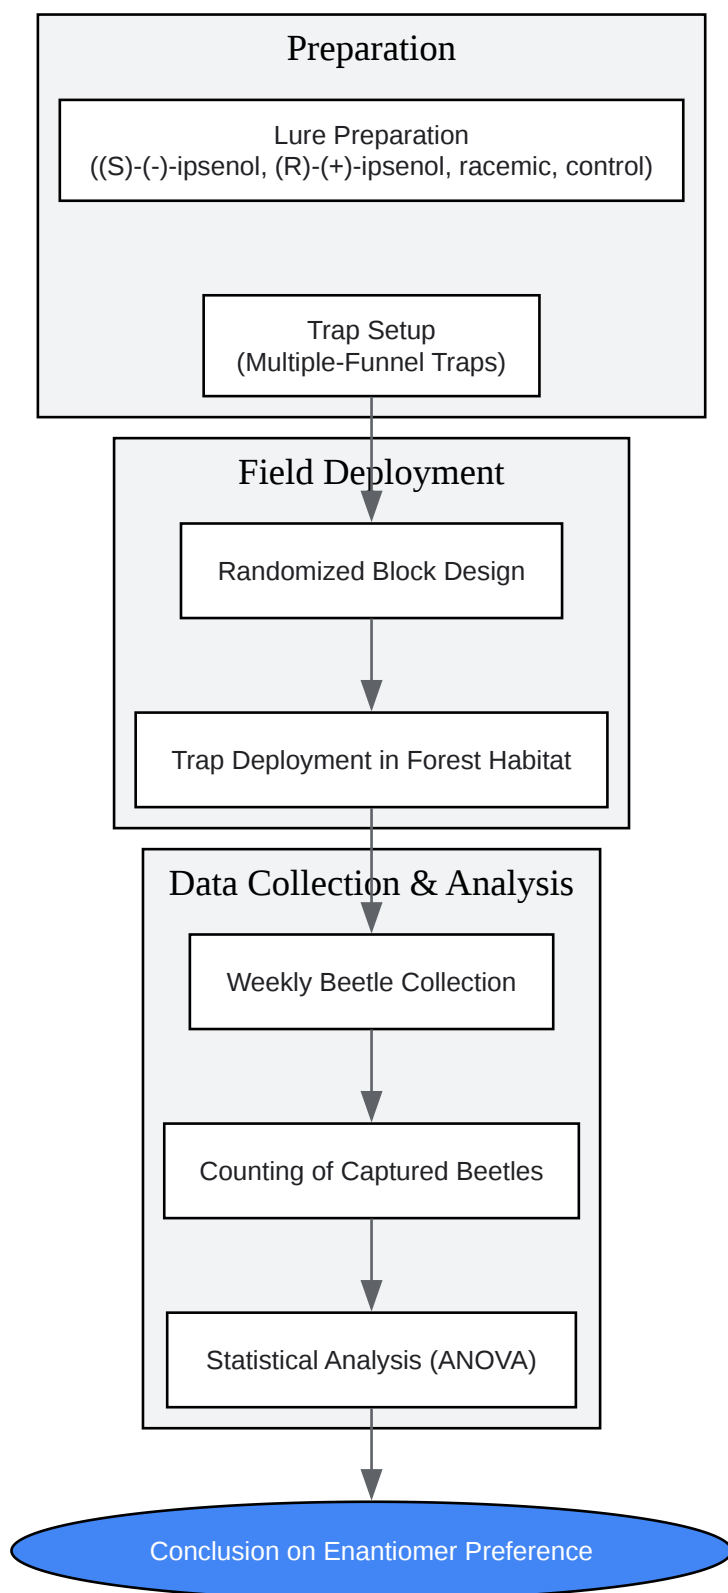 Preparation
Lure Preparation
((S)-(-)-ipsenol, (R)-(+)-ipsenol, racemic, control)
Trap Setup
(Multiple-Funnel Traps)
Field Deployment
Randomized Block Design
Trap Deployment in Forest Habitat
Data Collection & Analysis
Weekly Beetle Collection
Counting of Captured Beetles
Statistical Analysis (ANOVA)
Conclusion on Enantiomer Preference